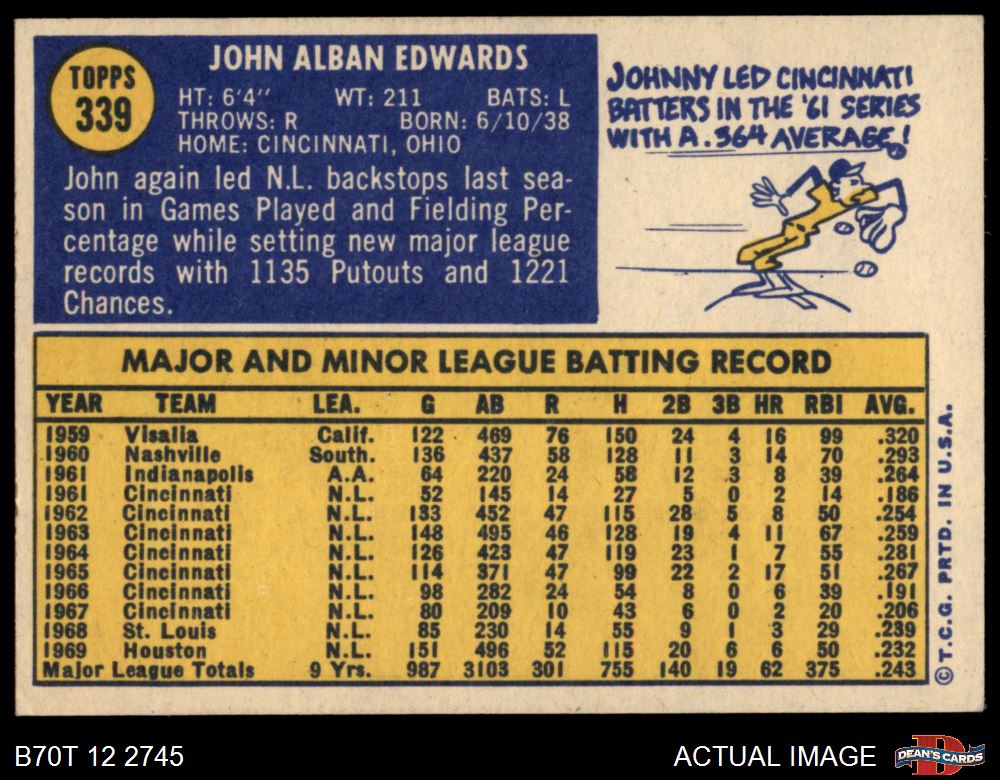 TOPPS
339
JOHN ALBAN EDWARDS
HT: 6'4" WT: 211 BATS: L
THROWS: R BORN: 6/10/38
HOME: CINCINNATI, OHIO
John again led N.L. backstops last sea-
son in Games Played and Fielding Per-
centage while setting new major league
records with 1135 Putouts and 1221
Chances.
JOHNNY LED CINCINNATI
BATTERS IN THE '61 SERIES
WITH A .364 AVERAGE!
MAJOR AND MINOR LEAGUE BATTING RECORD
YEAR TEAM LEA. G AB R H 2B 3B HR RBI AVG.
1959 Visalia Calif. 122 469 76 150 24 4 16 99 .320
1960 Nashville South. 136 437 58 128 11 3 14 70 .293
1961 Indianapolis A.A. 64 220 24 58 12 3 8 39 .264
1961 Cincinnati N.L. 52 145 14 27 5 0 2 14 .186
1962 Cincinnati N.L. 133 452 47 115 28 5 8 50 .254
1963 Cincinnati N.L. 148 495 46 128 19 4 11 67 .259
1964 Cincinnati N.L. 126 423 47 119 23 1 7 55 .281
1965 Cincinnati N.L. 114 371 47 99 22 2 17 51 .267
1966 Cincinnati N.L. 98 282 24 54 8 0 6 39 .191
1967 Cincinnati N.L. 80 209 10 43 6 0 2 20 .206
1968 St. Louis N.L. 85 230 14 55 9 1 3 29 .239
1969 Houston N.L. 151 496 52 115 20 6 6 50 .232
Major League Totals 9 Yrs. 987 3103 301 755 140 19 62 375 .243
©T.C.G. PRTD. IN U.S.A.
B70T 12 2745
ACTUAL IMAGE
D
DEAN'S CARDS